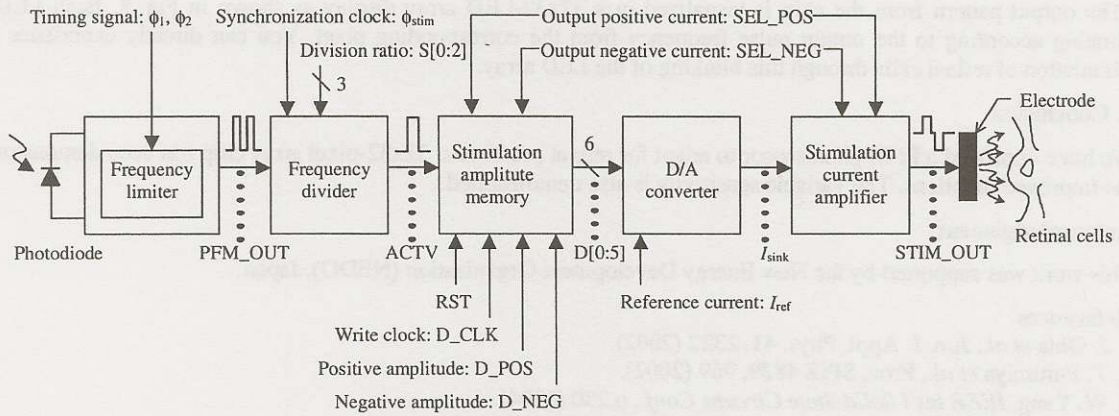 Timing signal: ϕ1, ϕ2
Synchronization clock: ϕstim
Division ratio: S[0:2]
3
Output positive current: SEL_POS
Output negative current: SEL_NEG
Electrode
Frequency
limiter
Frequency
divider
Stimulation
amplitude
memory
6
D/A
converter
Stimulation
current
amplifier
Photodiode
PFM_OUT
ACTV
D[0:5]
Isink
STIM_OUT
Retinal cells
RST
Write clock: D_CLK
Positive amplitude: D_POS
Negative amplitude: D_NEG
Reference current: Iref